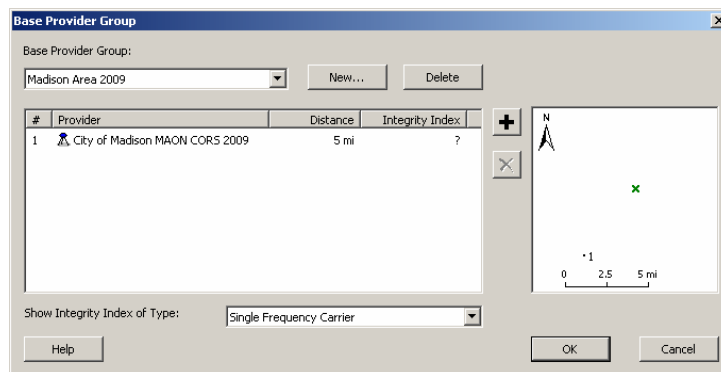 Base Provider Group
Base Provider Group:
Madison Area 2009
New...
Delete
# Provider Distance Integrity Index
1 City of Madison MAON CORS 2009 5 mi ?
N
1
0 2.5 5 mi
Show Integrity Index of Type:
Single Frequency Carrier
Help
OK
Cancel